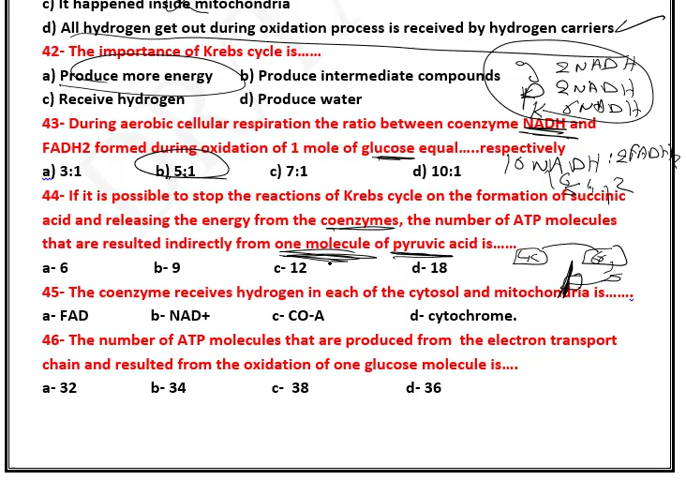 c) It happened inside mitochondria
d) All hydrogen get out during oxidation process is received by hydrogen carriers
42- The importance of Krebs cycle is......
a) Produce more energy b) Produce intermediate compounds
c) Receive hydrogen d) Produce water
2 NADH
2 NADH
K 6 NADH
43- During aerobic cellular respiration the ratio between coenzyme NADH and
FADH2 formed during oxidation of 1 mole of glucose equal.....respectively
10 NADH : 2FADH2
a) 3:1 b) 5:1 c) 7:1 d) 10:1
44- If it is possible to stop the reactions of Krebs cycle on the formation of succinic
acid and releasing the energy from the coenzymes, the number of ATP molecules
that are resulted indirectly from one molecule of pyruvic acid is......
a- 6 b- 9 c- 12 d- 18
45- The coenzyme receives hydrogen in each of the cytosol and mitochondria is.......
a- FAD b- NAD+ c- CO-A d- cytochrome.
46- The number of ATP molecules that are produced from the electron transport
chain and resulted from the oxidation of one glucose molecule is....
a- 32 b- 34 c- 38 d- 36